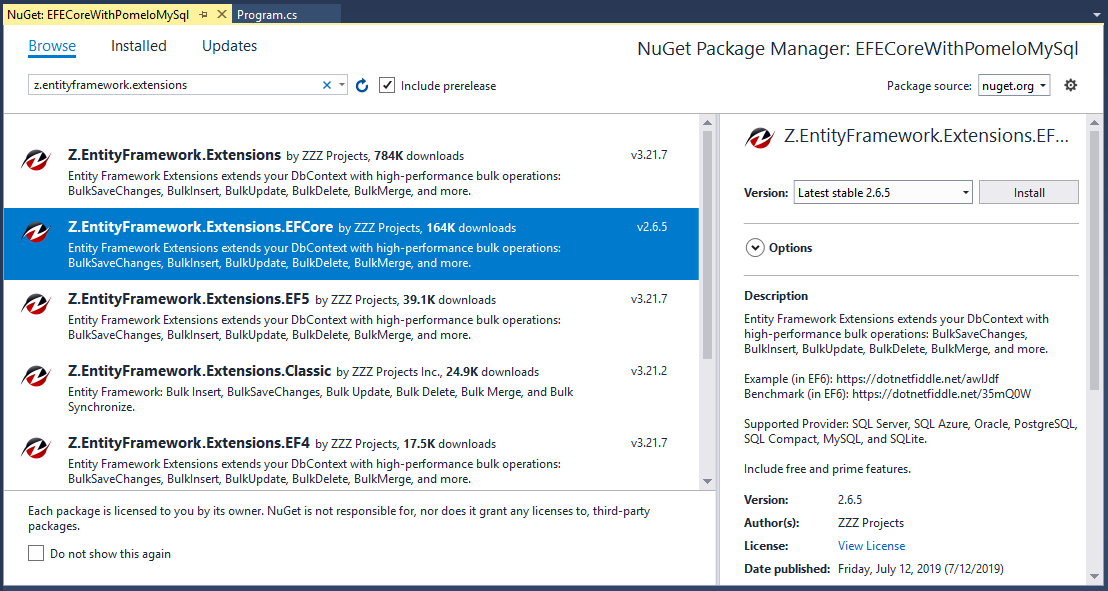 NuGet: EFECoreWithPomeloMySql
Program.cs
Browse
Installed
Updates
NuGet Package Manager: EFECoreWithPomeloMySql
z.entityframework.extensions
Include prerelease
Package source: nuget.org
Z.EntityFramework.Extensions by ZZZ Projects, 784K downloads
v3.21.7
Entity Framework Extensions extends your DbContext with high-performance bulk operations:
BulkSaveChanges, BulkInsert, BulkUpdate, BulkDelete, BulkMerge, and more.
Z.EntityFramework.Extensions.EFCore by ZZZ Projects, 164K downloads
v2.6.5
Entity Framework Extensions extends your DbContext with high-performance bulk operations:
BulkSaveChanges, BulkInsert, BulkUpdate, BulkDelete, BulkMerge, and more.
Z.EntityFramework.Extensions.EF5 by ZZZ Projects, 39.1K downloads
v3.21.7
Entity Framework Extensions extends your DbContext with high-performance bulk operations:
BulkSaveChanges, BulkInsert, BulkUpdate, BulkDelete, BulkMerge, and more.
Z.EntityFramework.Extensions.Classic by ZZZ Projects Inc., 24.9K downloads
v3.21.2
Entity Framework: Bulk Insert, BulkSaveChanges, Bulk Update, Bulk Delete, Bulk Merge, and Bulk
Synchronize.
Z.EntityFramework.Extensions.EF4 by ZZZ Projects, 17.5K downloads
v3.21.7
Entity Framework Extensions extends your DbContext with high-performance bulk operations:
BulkSaveChanges, BulkInsert, BulkUpdate, BulkDelete, BulkMerge, and more.
Each package is licensed to you by its owner. NuGet is not responsible for, nor does it grant any licenses to, third-party
packages.
Do not show this again
Z.EntityFramework.Extensions.EF...
Version: Latest stable 2.6.5
Install
Options
Description
Entity Framework Extensions extends your DbContext with
high-performance bulk operations: BulkSaveChanges,
BulkInsert, BulkUpdate, BulkDelete, BulkMerge, and more.
Example (in EF6): https://dotnetfiddle.net/awlJdf
Benchmark (in EF6): https://dotnetfiddle.net/35mQ0W
Supported Provider: SQL Server, SQL Azure, Oracle, PostgreSQL,
SQL Compact, MySQL, and SQLite.
Include free and prime features.
Version: 2.6.5
Author(s): ZZZ Projects
License: View License
Date published: Friday, July 12, 2019 (7/12/2019)